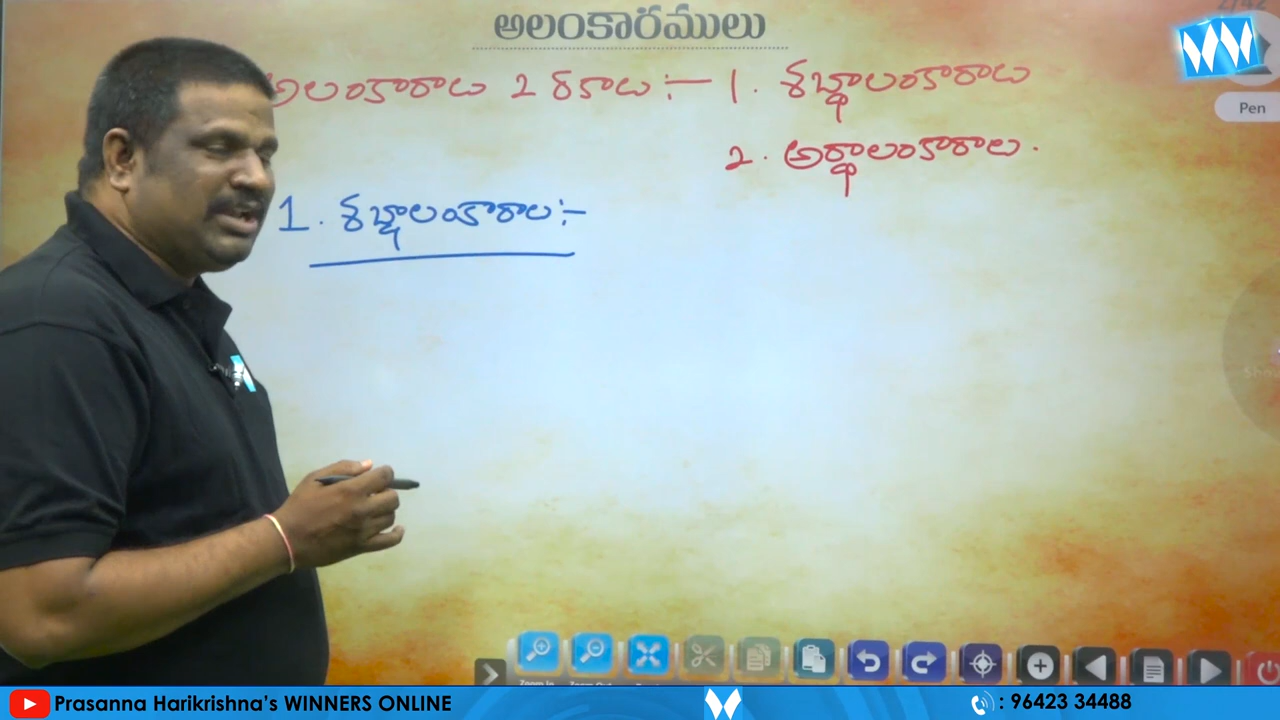 అలంకారములు
అలంకారాలు 2 రకాలు :— 1. శబ్దాలంకారాలు
2. అర్థాలంకారాలు.
1. శబ్దాలంకారాలు:-
Pen
Prasanna Harikrishna's WINNERS ONLINE
: 96423 34488